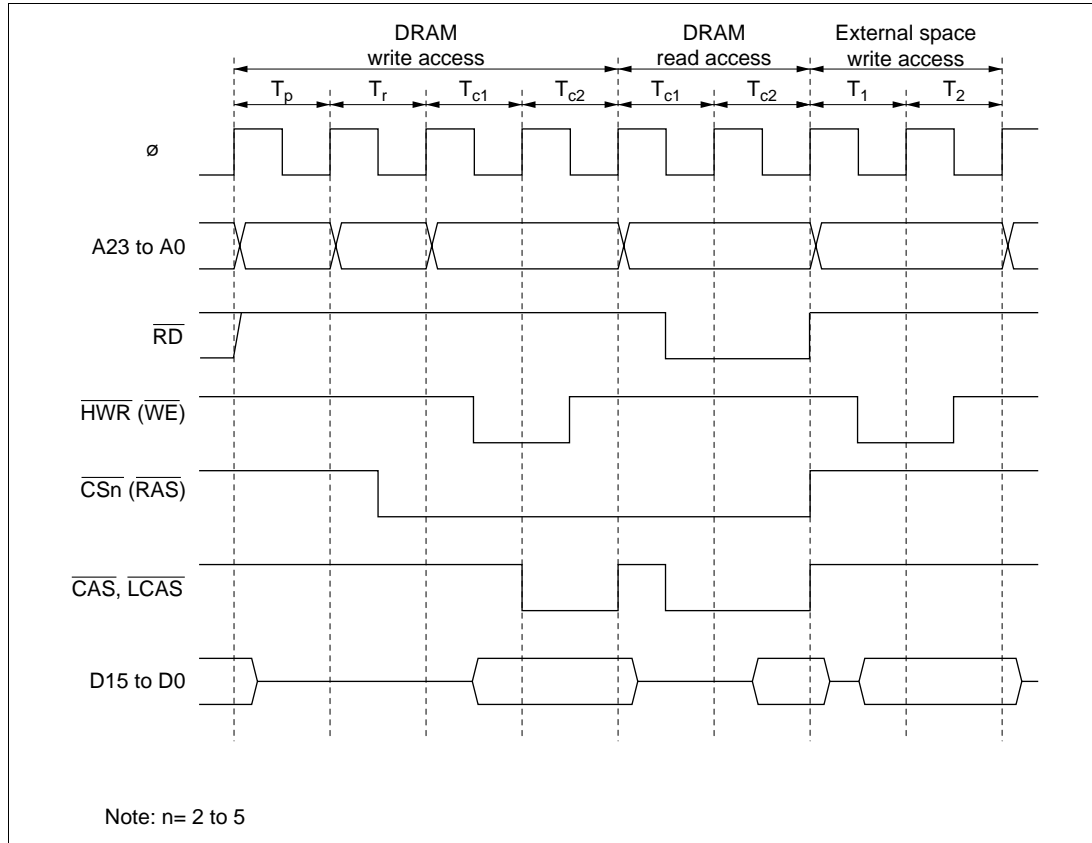 DRAM
write access
DRAM
read access
External space
write access
Tp Tr Tc1 Tc2 Tc1 Tc2 T1 T2
ø
A23 to A0
RD
HWR (WE)
CSn (RAS)
CAS, LCAS
D15 to D0
Note: n= 2 to 5